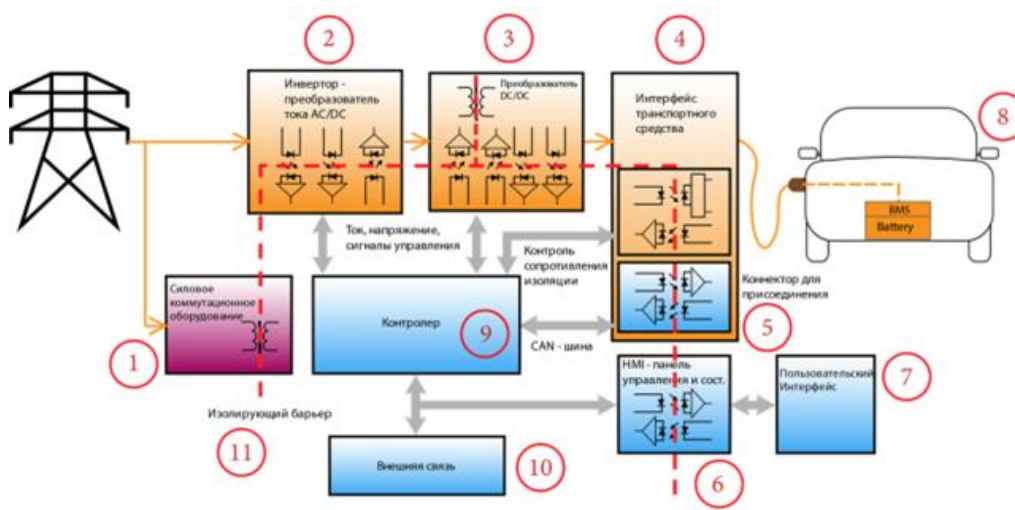 2
3
4
Инвертор -
преобразователь
тока AC/DC
Преобразователь
DC/DC
Интерфейс
транспортного
средства
8
BMS
Battery
Ток, напряжение,
сигналы управления
Контроль
сопротивления
изоляции
Коннектор для
присоединения
Силовое
коммутационное
оборудование
1
Контролер
9
CAN - шина
5
HMI - панель
управления и сост.
Пользовательский
Интерфейс
7
Изолирующий барьер
11
Внешняя связь
10
6